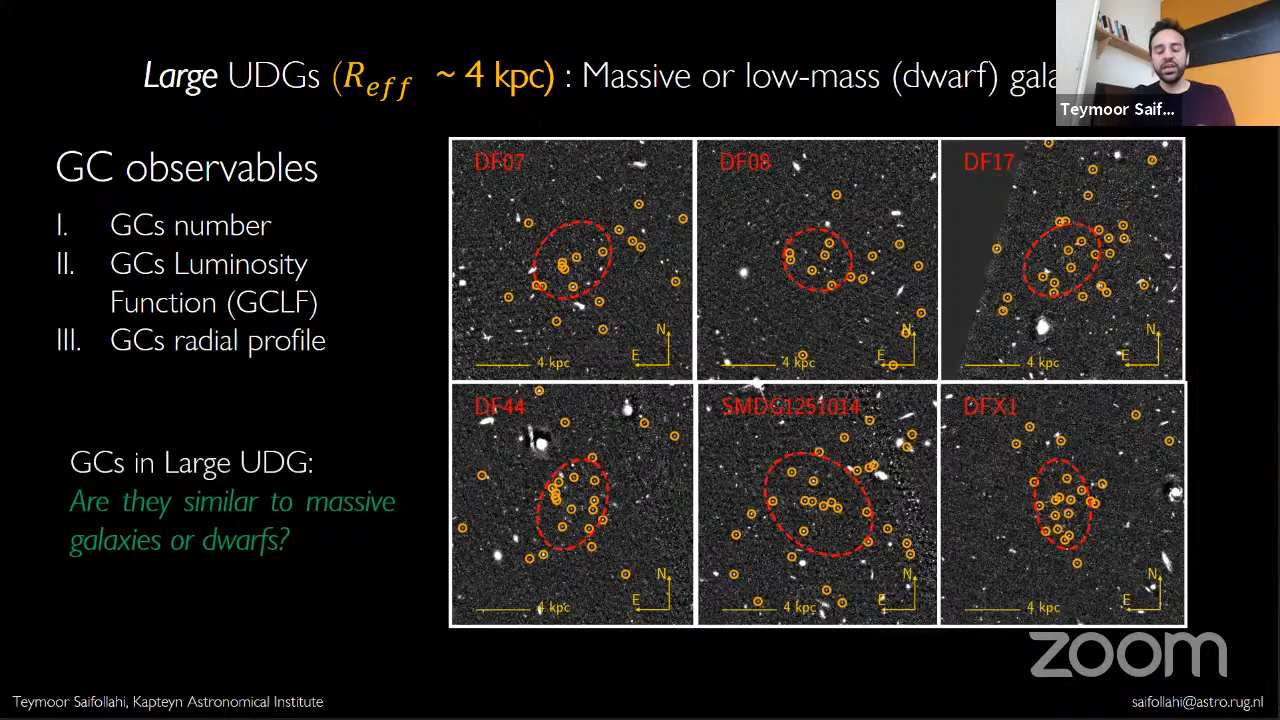 Large UDGs (Reff ~ 4 kpc) : Massive or low-mass (dwarf)
Teymoor Saif...
GC observables
I. GCs number
II. GCs Luminosity
Function (GCLF)
III. GCs radial profile
GCs in Large UDG:
Are they similar to massive
galaxies or dwarfs?
DF07
N
E
4 kpc
DF08
N
E
4 kpc
DF17
N
E
4 kpc
DF44
N
E
4 kpc
SMDG1251014
N
E
4 kpc
DFX1
N
E
4 kpc
zoom
Teymoor Saifollahi, Kapteyn Astronomical Institute
saifollahi@astro.rug.nl